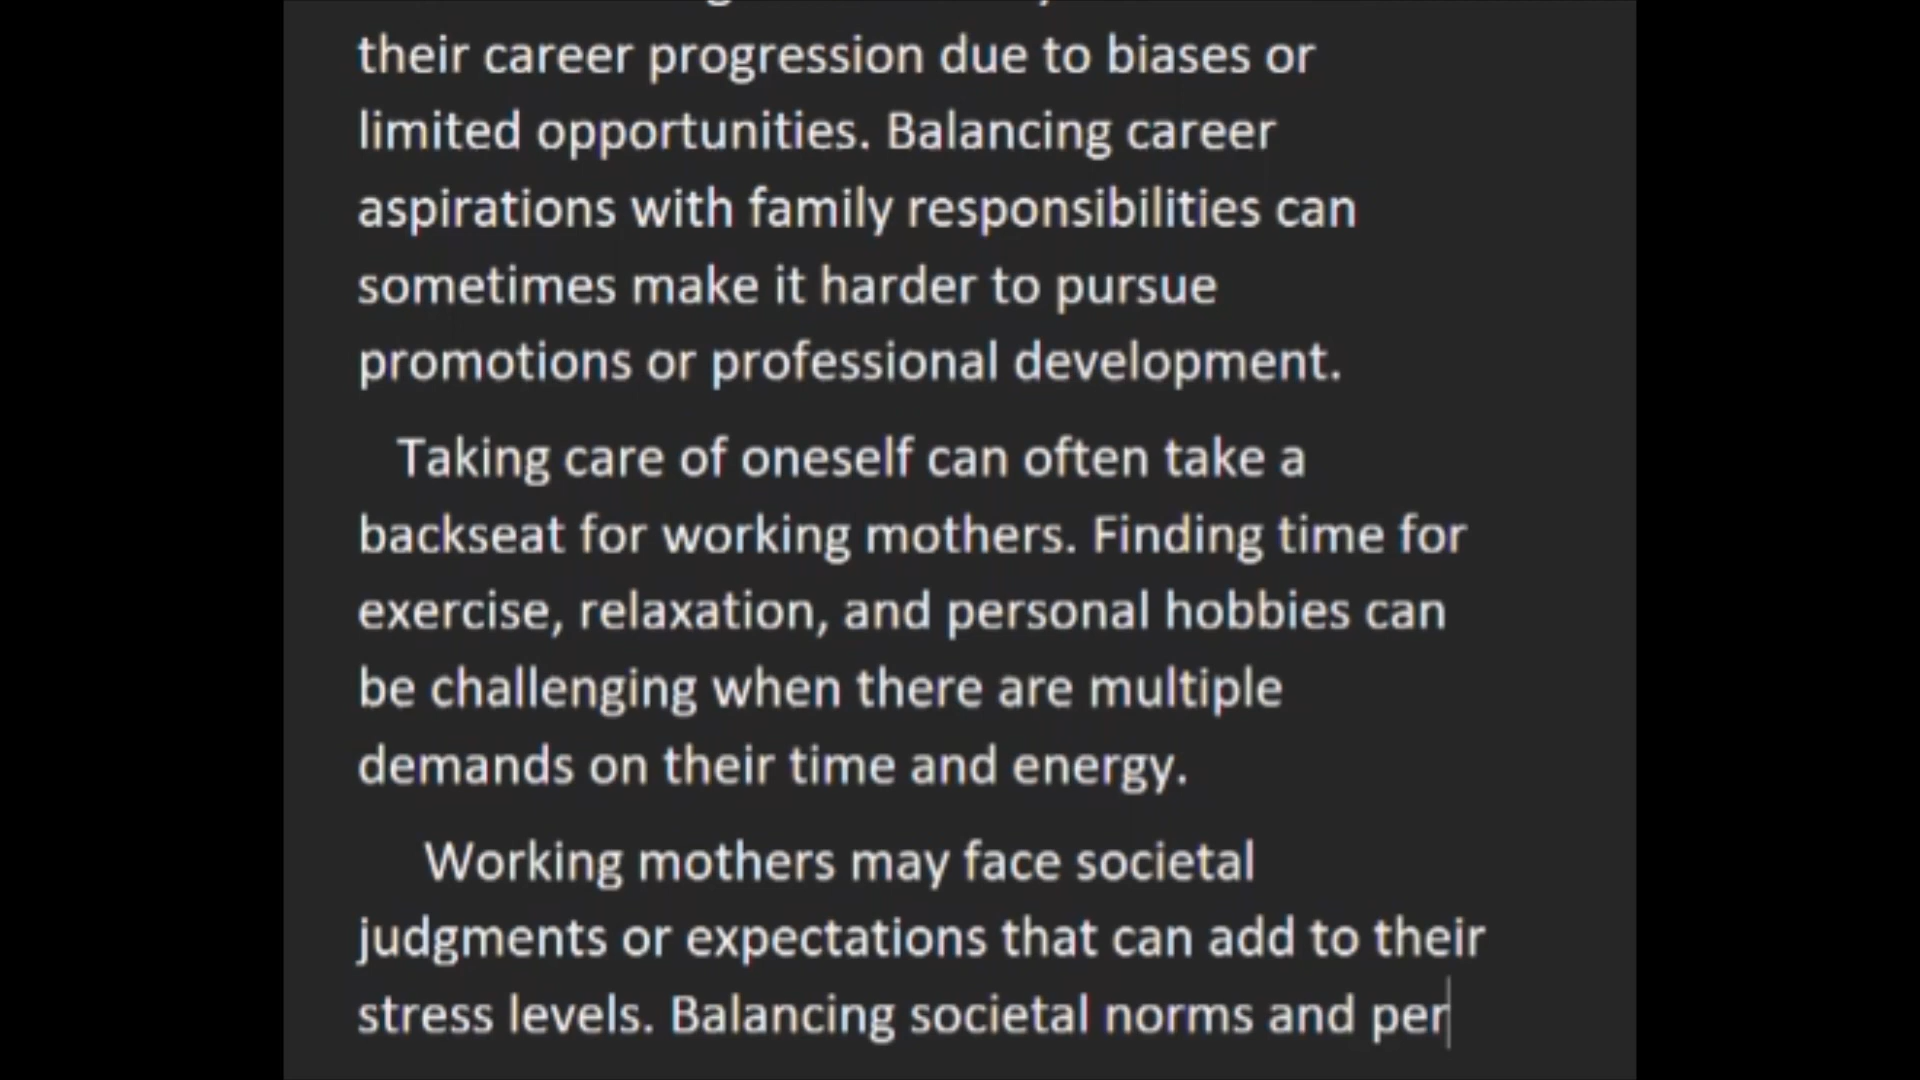 their career progression due to biases or
limited opportunities. Balancing career
aspirations with family responsibilities can
sometimes make it harder to pursue
promotions or professional development.
Taking care of oneself can often take a
backseat for working mothers. Finding time for
exercise, relaxation, and personal hobbies can
be challenging when there are multiple
demands on their time and energy.
Working mothers may face societal
judgments or expectations that can add to their
stress levels. Balancing societal norms and per